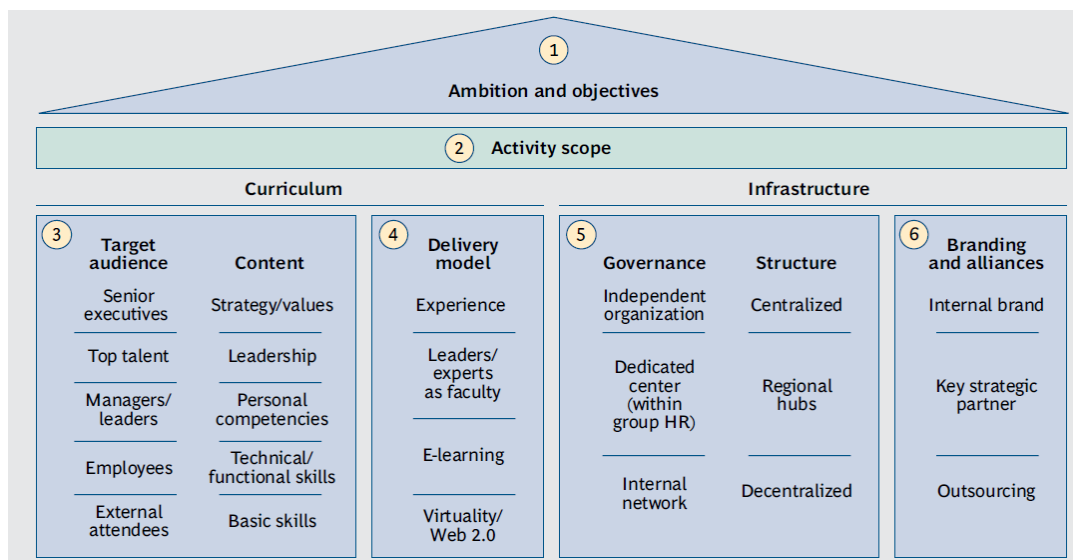 1
Ambition and objectives
2 Activity scope
Curriculum
Infrastructure
3
Target
audience
Content
Senior
executives
Strategy/values
Top talent
Leadership
Managers/
leaders
Personal
competencies
Employees
Technical/
functional skills
External
attendees
Basic skills
4
Delivery
model
Experience
Leaders/
experts
as faculty
E-learning
Virtuality/
Web 2.0
5
Governance
Structure
Independent
organization
Centralized
Dedicated
center
(within
group HR)
Regional
hubs
Internal
network
Decentralized
6
Branding
and alliances
Internal brand
Key strategic
partner
Outsourcing